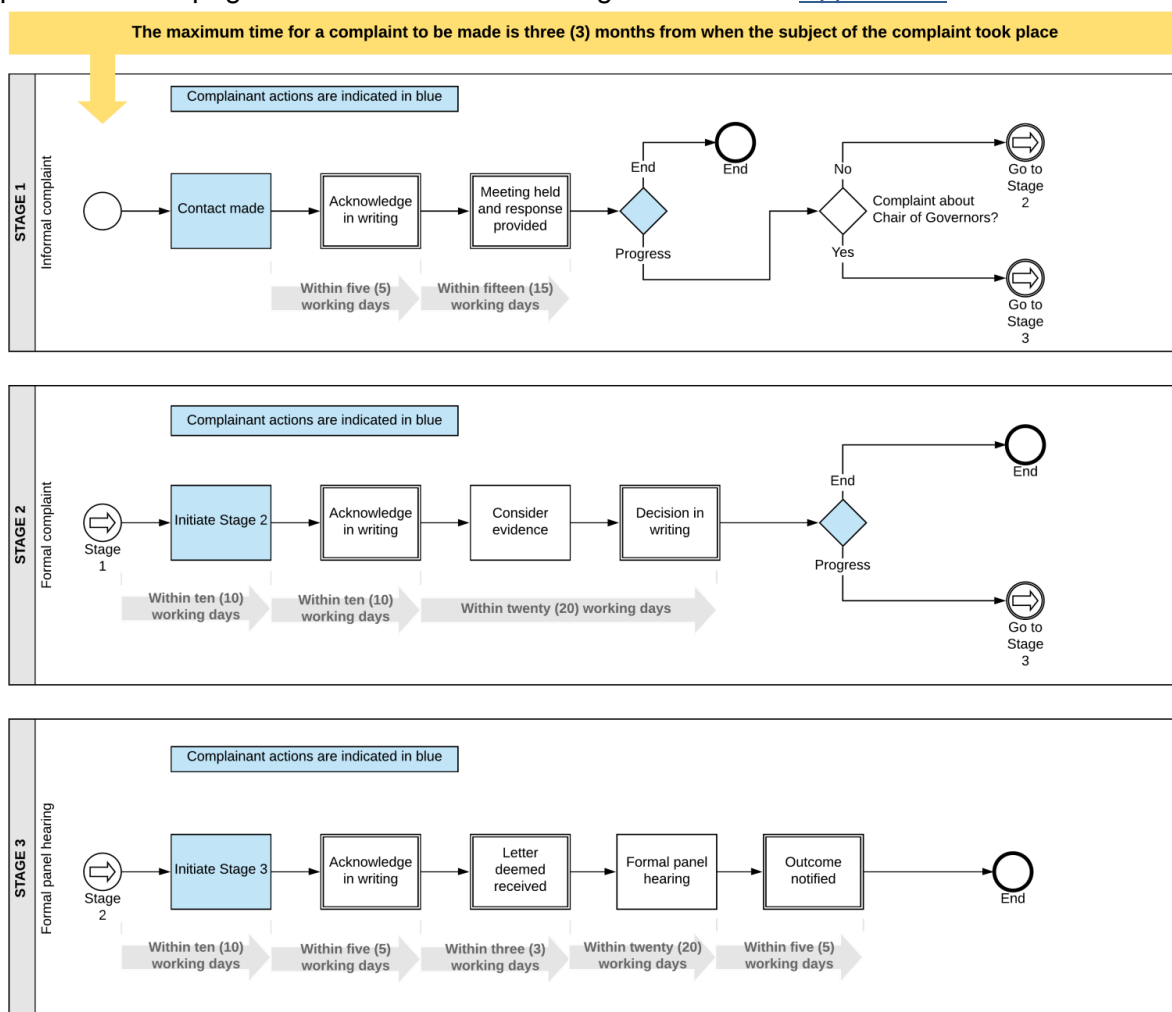 The maximum time for a complaint to be made is three (3) months from when the subject of the complaint took place
STAGE 1
Informal complaint
Complainant actions are indicated in blue
Contact made
Acknowledge
in writing
Meeting held
and response
provided
End
End
Progress
No
Complaint about
Chair of Governors?
Yes
Go to
Stage
2
Go to
Stage
3
Within five (5)
working days
Within fifteen (15)
working days
STAGE 2
Formal complaint
Complainant actions are indicated in blue
Stage
1
Initiate Stage 2
Acknowledge
in writing
Consider
evidence
Decision in
writing
End
End
Progress
Go to
Stage
3
Within ten (10)
working days
Within ten (10)
working days
Within twenty (20) working days
STAGE 3
Formal panel hearing
Complainant actions are indicated in blue
Stage
2
Initiate Stage 3
Acknowledge
in writing
Letter
deemed
received
Formal panel
hearing
Outcome
notified
End
Within ten (10)
working days
Within five (5)
working days
Within three (3)
working days
Within twenty (20)
working days
Within five (5)
working days